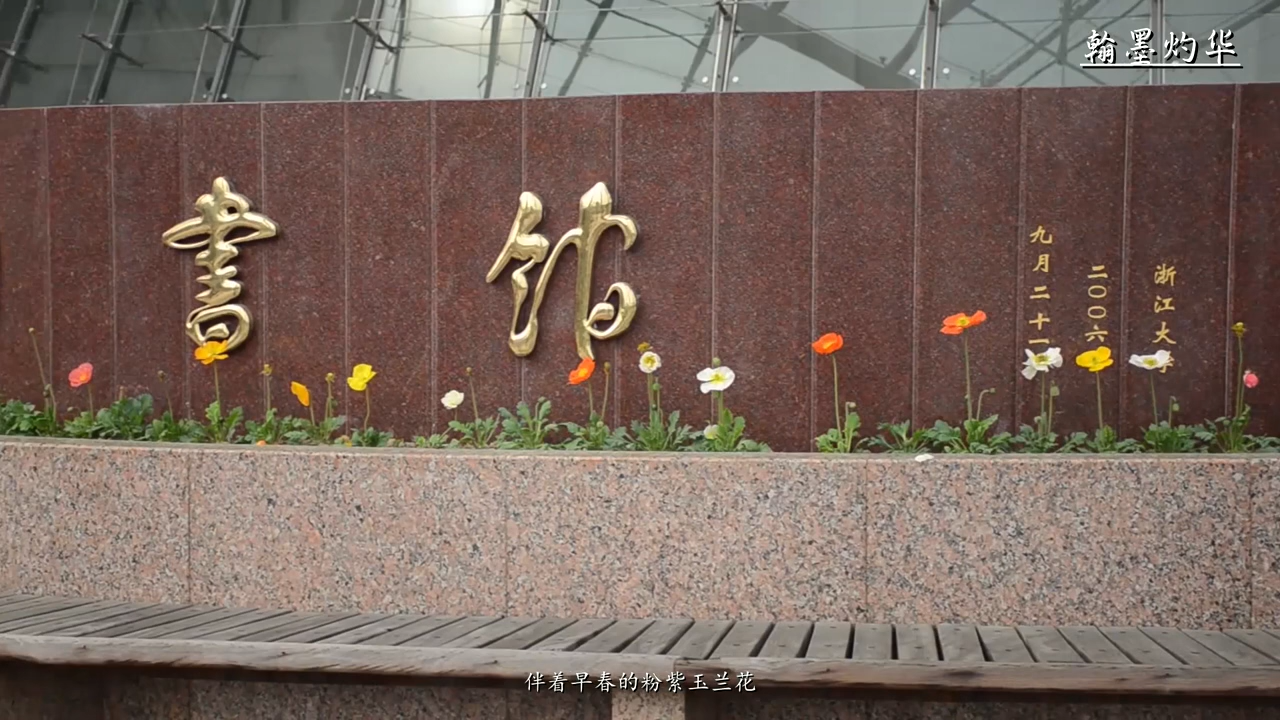 翰墨灼华
書館
九月二十一
二〇〇六
浙江大
伴着早春的粉紫玉兰花